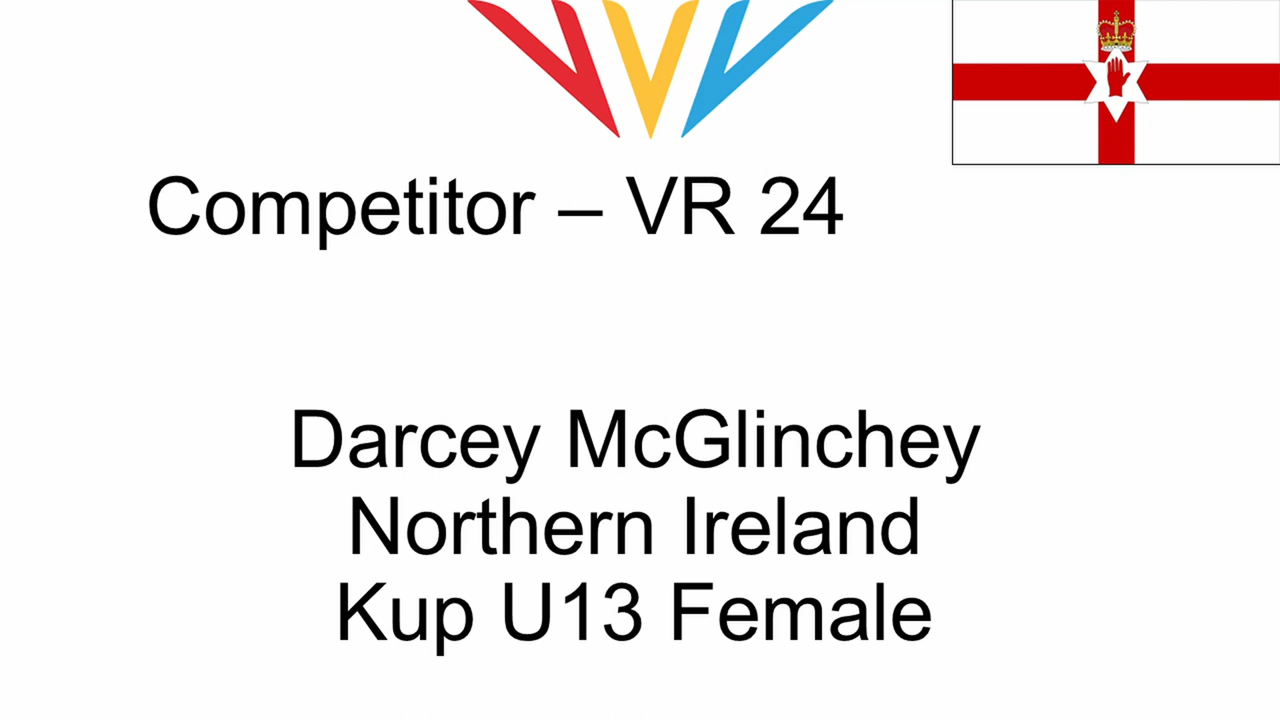 Competitor – VR 24
Darcey McGlinchey
Northern Ireland
Kup U13 Female